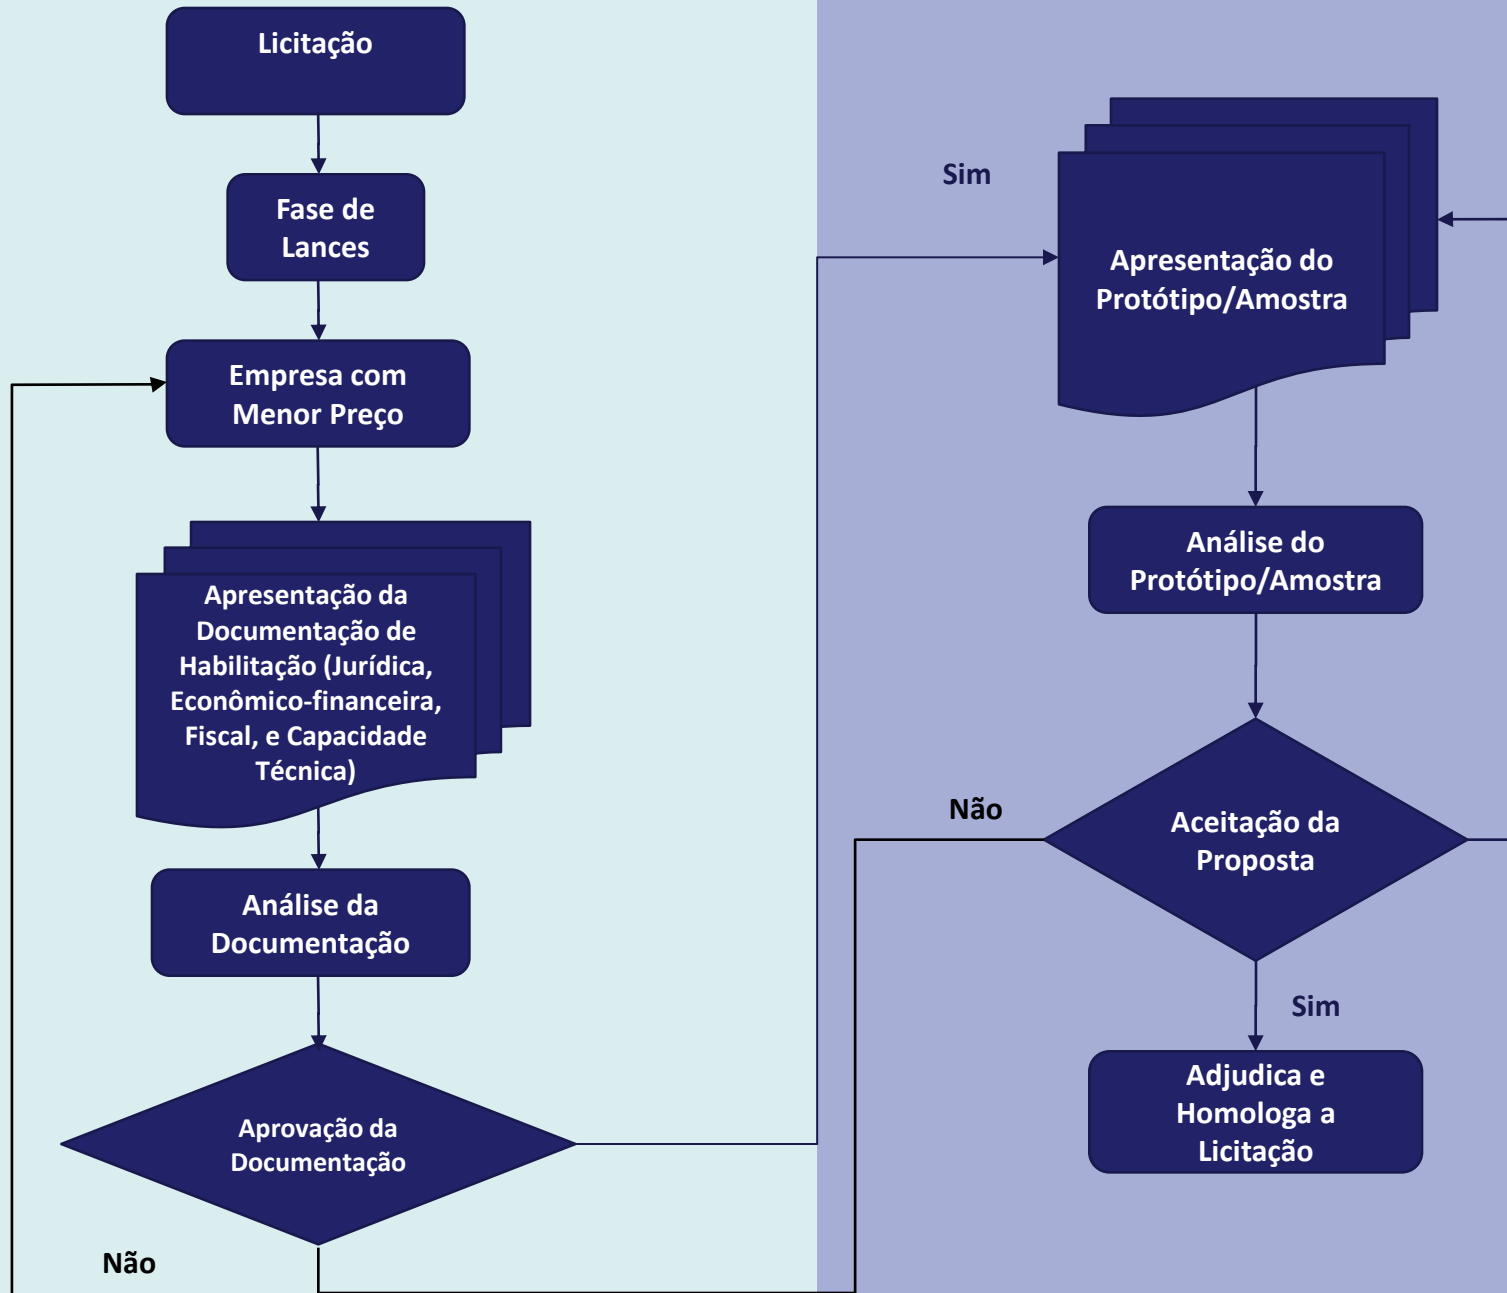 Licitação
Fase de
Lances
Empresa com
Menor Preço
Apresentação da
Documentação de
Habilitação (Jurídica,
Econômico-financeira,
Fiscal, e Capacidade
Técnica)
Análise da
Documentação
Aprovação da
Documentação
Não
Sim
Apresentação do
Protótipo/Amostra
Análise do
Protótipo/Amostra
Não
Aceitação da
Proposta
Sim
Adjudica e
Homologa a
Licitação